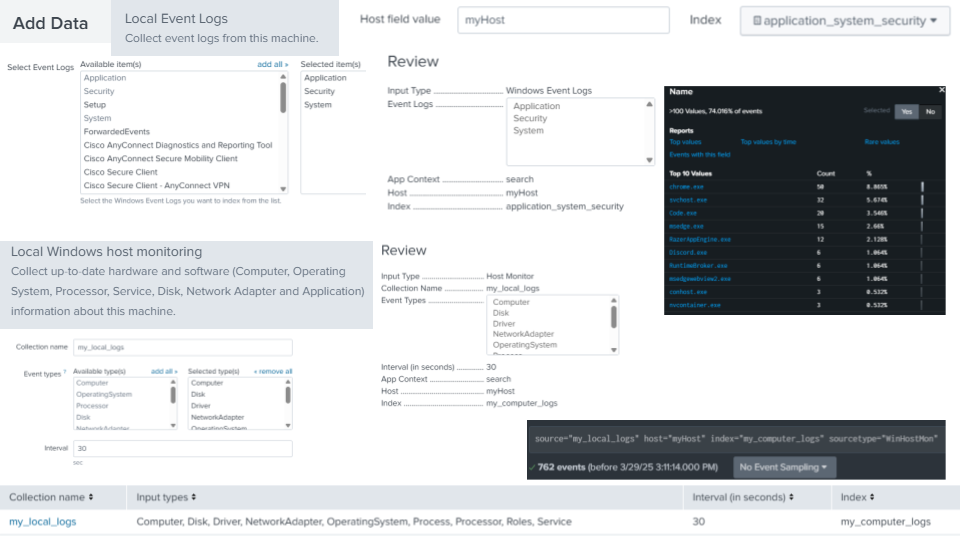 Add Data
Local Event Logs
Collect event logs from this machine.
Host field value
myHost
Index
application_system_security
Select Event Logs
Available item(s)
add all »
Application
Security
Setup
System
ForwardedEvents
Cisco AnyConnect Diagnostics and Reporting Tool
Cisco AnyConnect Secure Mobility Client
Cisco Secure Client
Cisco Secure Client - AnyConnect VPN
Selected item(s)
Application
Security
System
Select the Windows Event Logs you want to index from the list.
Review
Input Type Windows Event Logs
Event Logs
Application
Security
System
App Context search
Host myHost
Index application_system_security
Name
>100 Values, 74.016% of events
Selected Yes No
Reports
Top values Top values by time Rare values
Events with this field
Top 10 Values Count %
chrome.exe 50 8.865%
svchost.exe 32 5.674%
Code.exe 20 3.546%
msedge.exe 15 2.66%
RazerAppEngine.exe 12 2.128%
Discord.exe 6 1.064%
RuntimeBroker.exe 6 1.064%
msedgewebview2.exe 6 1.064%
conhost.exe 3 0.532%
nvcontainer.exe 3 0.532%
Local Windows host monitoring
Collect up-to-date hardware and software (Computer, Operating
System, Processor, Service, Disk, Network Adapter and Application)
information about this machine.
Collection name
my_local_logs
Event types ?
Available type(s)
add all »
Computer
OperatingSystem
Processor
Disk
NetworkAdapter
Selected type(s)
« remove all
Computer
Disk
Driver
NetworkAdapter
OperatingSystem
Interval
30
sec
Review
Input Type Host Monitor
Collection Name my_local_logs
Event Types
Computer
Disk
Driver
NetworkAdapter
OperatingSystem
Process
Interval (in seconds) 30
App Context search
Host myHost
Index my_computer_logs
source="my_local_logs" host="myHost" index="my_computer_logs" sourcetype="WinHostMon"
✓ 762 events (before 3/29/25 3:11:14.000 PM)
No Event Sampling
Collection name Input types Interval (in seconds) Index
my_local_logs Computer, Disk, Driver, NetworkAdapter, OperatingSystem, Process, Processor, Roles, Service 30 my_computer_logs